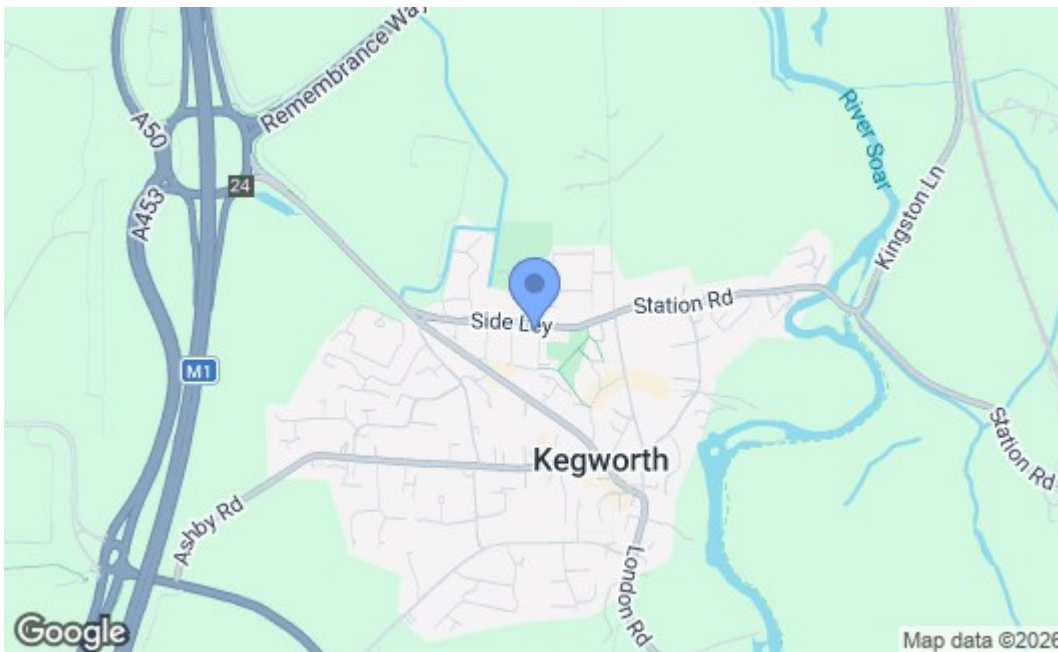 Remembrance Way
A50
A453
24
River Soar
Kingston Ln
Station Rd
Side Ley
M1
Kegworth
Station Rd
Ashby Rd
London Rd
Google
Map data ©2026